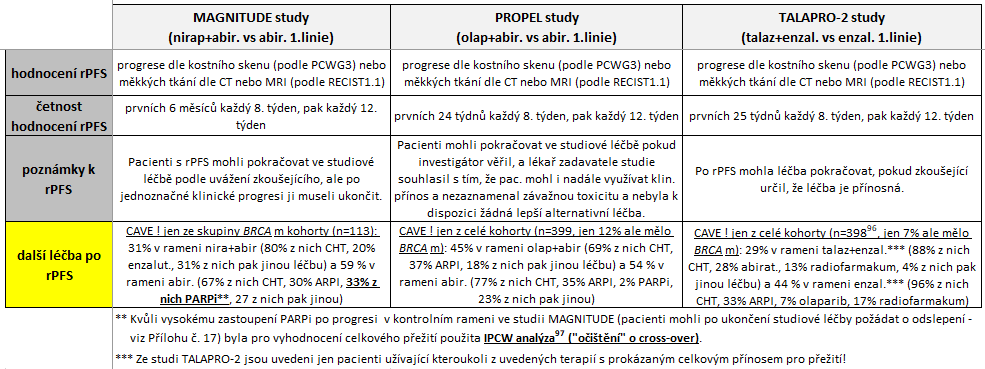 MAGNITUDE study
(nirap+abir. vs abir. 1.linie)
PROPEL study
(olap+abir. vs abir. 1.linie)
TALAPRO-2 study
(talaz+enzal. vs enzal. 1.linie)
hodnocení rPFS
progrese dle kostního skenu (podle PCWG3) nebo
měkkých tkání dle CT nebo MRI (podle RECIST1.1)
progrese dle kostního skenu (podle PCWG3) nebo
měkkých tkání dle CT nebo MRI (podle RECIST1.1)
progrese dle kostního skenu (podle PCWG3) nebo
měkkých tkání dle CT nebo MRI (podle RECIST1.1)
četnost
hodnocení rPFS
prvních 6 měsíců každý 8. týden, pak každý 12.
týden
prvních 24 týdnů každý 8. týden, pak každý 12. týden
prvních 25 týdnů každý 8. týden, pak každý 12. týden
poznámky k
rPFS
Pacienti s rPFS mohli pokračovat ve studiové
léčbě podle uvážení zkoušejícího, ale po
jednoznačné klinické progresi ji museli ukončit.
Pacienti mohli pokračovat ve studiové léčbě pokud
investigátor věřil, a lékař zadavatele studie
souhlasil s tím, že pac. mohl i nadále využívat klin.
přínos a nezaznamenal závažnou toxicitu a nebyla k
dispozici žádná lepší alternativní léčba.
Po rPFS mohla léčba pokračovat, pokud zkoušející
určil, že léčba je přínosná.
další léčba po
rPFS
CAVE ! jen ze skupiny BRCA m kohorty (n=113):
31% v rameni nira+abir (80% z nich CHT, 20%
enzalut., 31% z nich pak jinou léčbu) a 59 % v
rameni abir. (67% z nich CHT, 30% ARPI, 33% z
nich PARPi**, 27 z nich pak jinou)
CAVE ! jen z celé kohorty (n=399, jen 12% ale mělo
BRCA m): 45% v rameni olap+abir (69% z nich CHT,
37% ARPI, 18% z nich pak jinou léčbu) a 54 % v
rameni abir. (77% z nich CHT, 35% ARPI, 2% PARPi,
23% z nich pak jinou)
CAVE ! jen z celé kohorty (n=398⁹⁶, jen 7% ale mělo
BRCA m): 29% v rameni talaz+enzal.*** (88% z nich
CHT, 28% abirat., 13% radiofarmakum, 4% z nich
pak jinou léčbu) a 44 % v rameni enzal.*** (96% z
nich CHT, 33% ARPI, 7% olaparib, 17% radiofarmakum)
** Kvůli vysokému zastoupení PARPi po progresi v kontrolním rameni ve studii MAGNITUDE (pacienti mohli po ukončení studiové léčby požádat o odslepení -
viz Přílohu č. 17) byla pro vyhodnocení celkového přežití použita IPCW analýza⁹⁷ ("očištění" o cross-over).
*** Ze studi TALAPRO-2 jsou uvedeni jen pacienti užívající kteroukoli z uvedených terapií s prokázaným celkovým přínosem pro přežití!